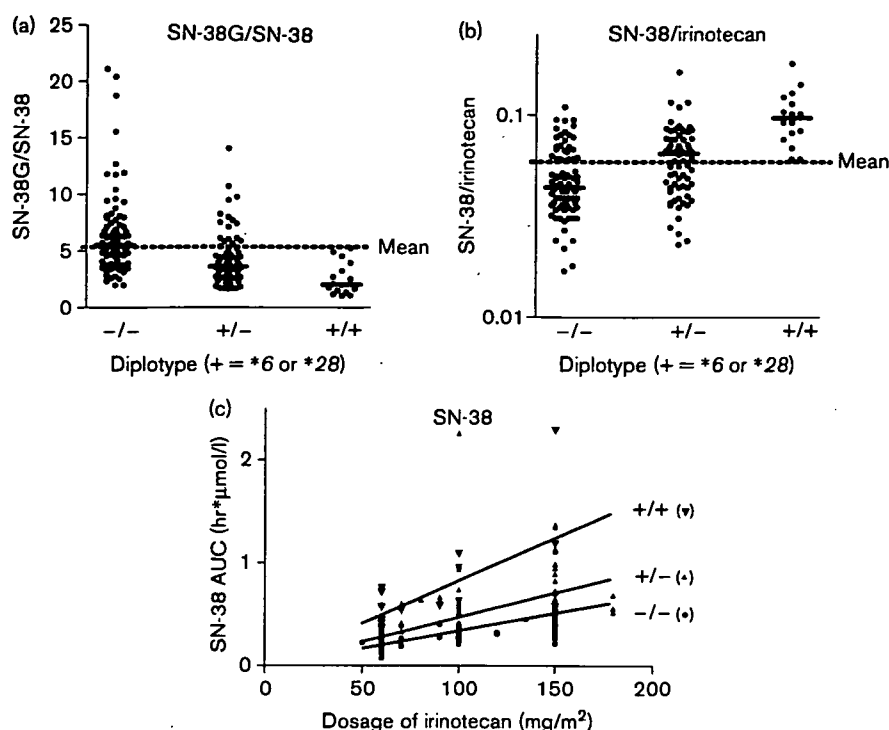 (a)
SN-38G/SN-38
25
20
15
10
5
0
SN-38G/SN-38
Mean
−/−
+/−
+/+
Diplotype (+ = *6 or *28)
(b)
SN-38/irinotecan
0.1
0.01
SN-38/irinotecan
Mean
−/−
+/−
+/+
Diplotype (+ = *6 or *28)
(c)
SN-38
2
1
0
SN-38 AUC (hr*μmol/l)
+/+ (▼)
+/− (▲)
−/− (•)
0
50
100
150
200
Dosage of irinotecan (mg/m²)